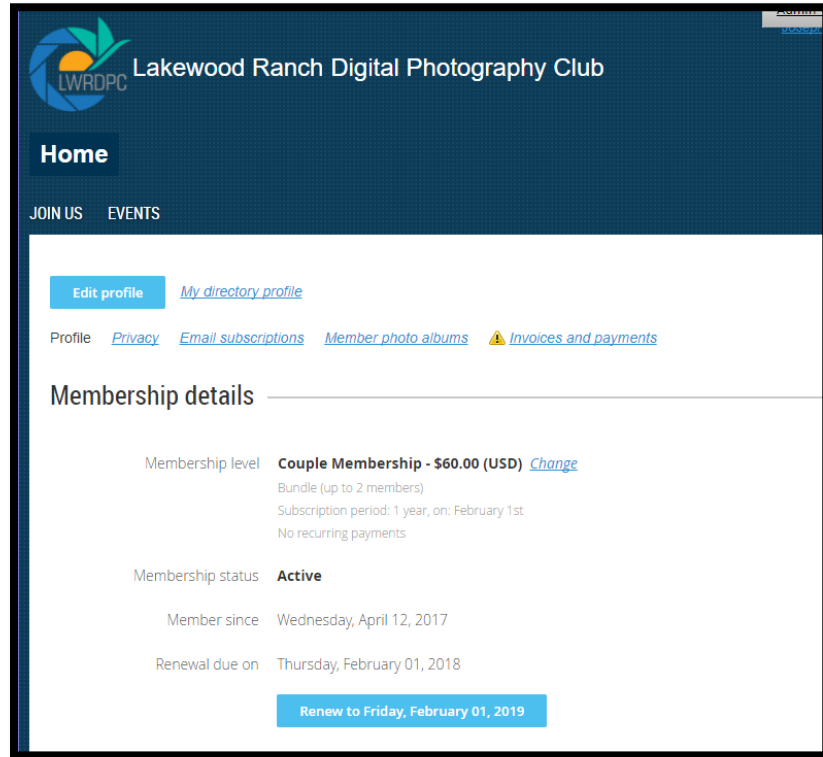 Admin
Joseph
LWRDPC
Lakewood Ranch Digital Photography Club
Home
JOIN US EVENTS
Edit profile My directory profile
Profile Privacy Email subscriptions Member photo albums Invoices and payments
Membership details
Membership level Couple Membership - $60.00 (USD) Change
Bundle (up to 2 members)
Subscription period: 1 year, on: February 1st
No recurring payments
Membership status Active
Member since Wednesday, April 12, 2017
Renewal due on Thursday, February 01, 2018
Renew to Friday, February 01, 2019